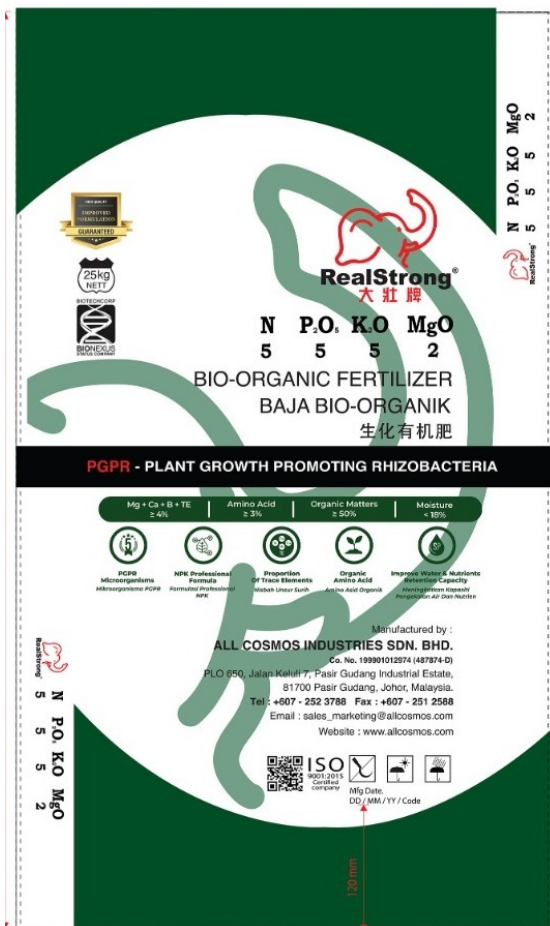 N P₂O₅ K₂O MgO
5 5 5 2
RealStrong®
HIGH QUALITY
IMPROVED
FORMULATION
GUARANTEED
25kg
NETT
BIOTECHCORP
BIONEXUS
STATUS COMPANY
RealStrong®
大壯牌
N P₂O₅ K₂O MgO
5 5 5 2
BIO-ORGANIC FERTILIZER
BAJA BIO-ORGANIK
生化有机肥
PGPR - PLANT GROWTH PROMOTING RHIZOBACTERIA
Mg + Ca + B + TE
≥ 4%
Amino Acid
≥ 3%
Organic Matters
≥ 50%
Moisture
< 18%
5
PGPR
Microorganisms
Mikroorganisma PGPR
NPK Professional
Formula
Formulasi Profesional
NPK
Proportion
Of Trace Elements
Nisbah Unsur Surih
Organic
Amino Acid
Amino Asid Organik
Improve Water & Nutrients
Retention Capacity
Meningkatkan Kapasiti
Pengekalan Air Dan Nutrien
Manufactured by :
ALL COSMOS INDUSTRIES SDN. BHD.
Co. No. 199901012974 (487874-D)
PLO 650, Jalan Keluli 7, Pasir Gudang Industrial Estate,
81700 Pasir Gudang, Johor, Malaysia.
Tel : +607 - 252 3788 Fax : +607 - 251 2588
Email : sales_marketing@allcosmos.com
Website : www.allcosmos.com
ISO
9001:2015
Certified
company
Mfg Date.
DD / MM / YY / Code
RealStrong®
N P₂O₅ K₂O MgO
5 5 5 2
120 mm